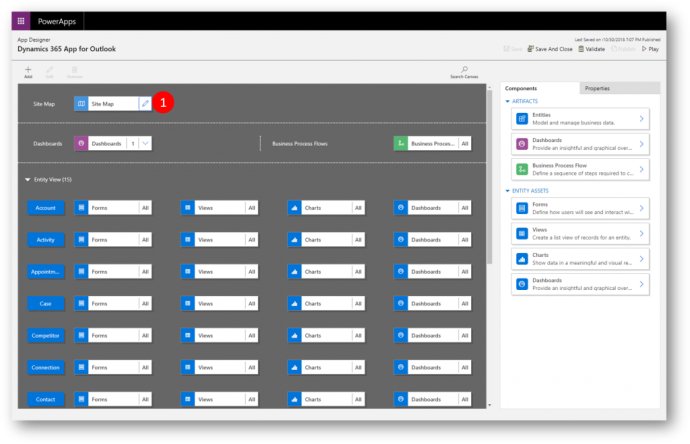 PowerApps
App Designer
Dynamics 365 App for Outlook
Last Saved on (10/30/2018 7:07 PM) Published
Save Save And Close Validate Publish Play
Add Edit Remove Search Canvas
Site Map Site Map 1
Dashboards Dashboards 1 Business Process Flows Business Proces... All
Entity View (15)
Account Forms All Views All Charts All Dashboards All
Activity Forms All Views All Charts All Dashboards All
Appointm... Forms All Views All Charts All Dashboards All
Case Forms All Views All Charts All Dashboards All
Competitor Forms All Views All Charts All Dashboards All
Connection Forms All Views All Charts All Dashboards All
Contact Forms All Views All Charts All Dashboards All
Components Properties
ARTIFACTS
Entities
Model and manage business data.
Dashboards
Provide an insightful and graphical over...
Business Process Flow
Define a sequence of steps required to c...
ENTITY ASSETS
Forms
Define how users will see and interact wi...
Views
Create a list view of records for an entity.
Charts
Show data in a meaningful and visual re...
Dashboards
Provide an insightful and graphical over...